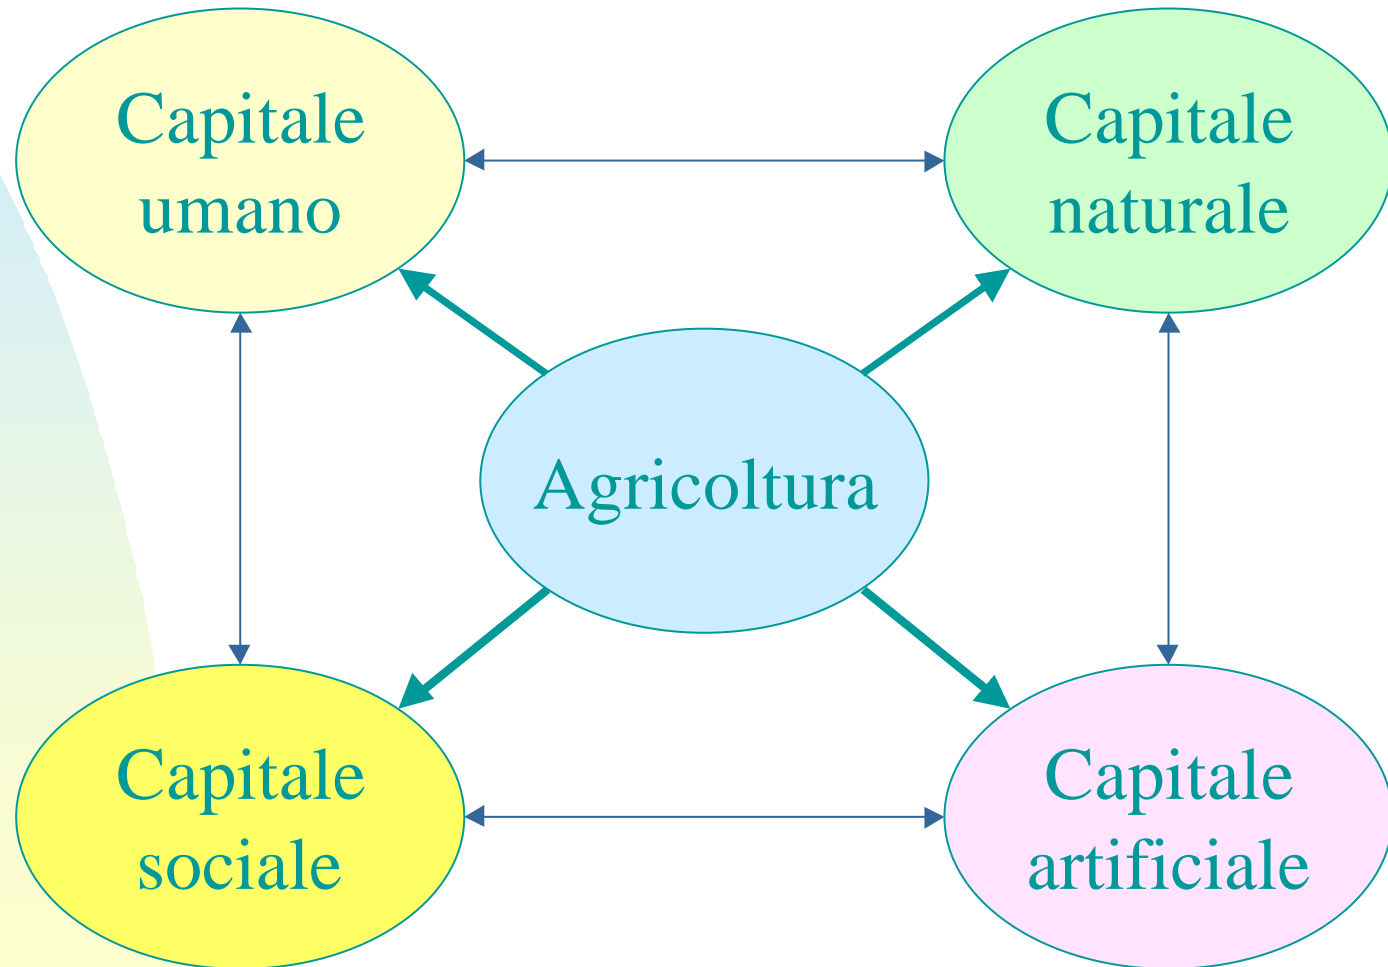 Capitale
umano
Capitale
naturale
Agricoltura
Capitale
sociale
Capitale
artificiale